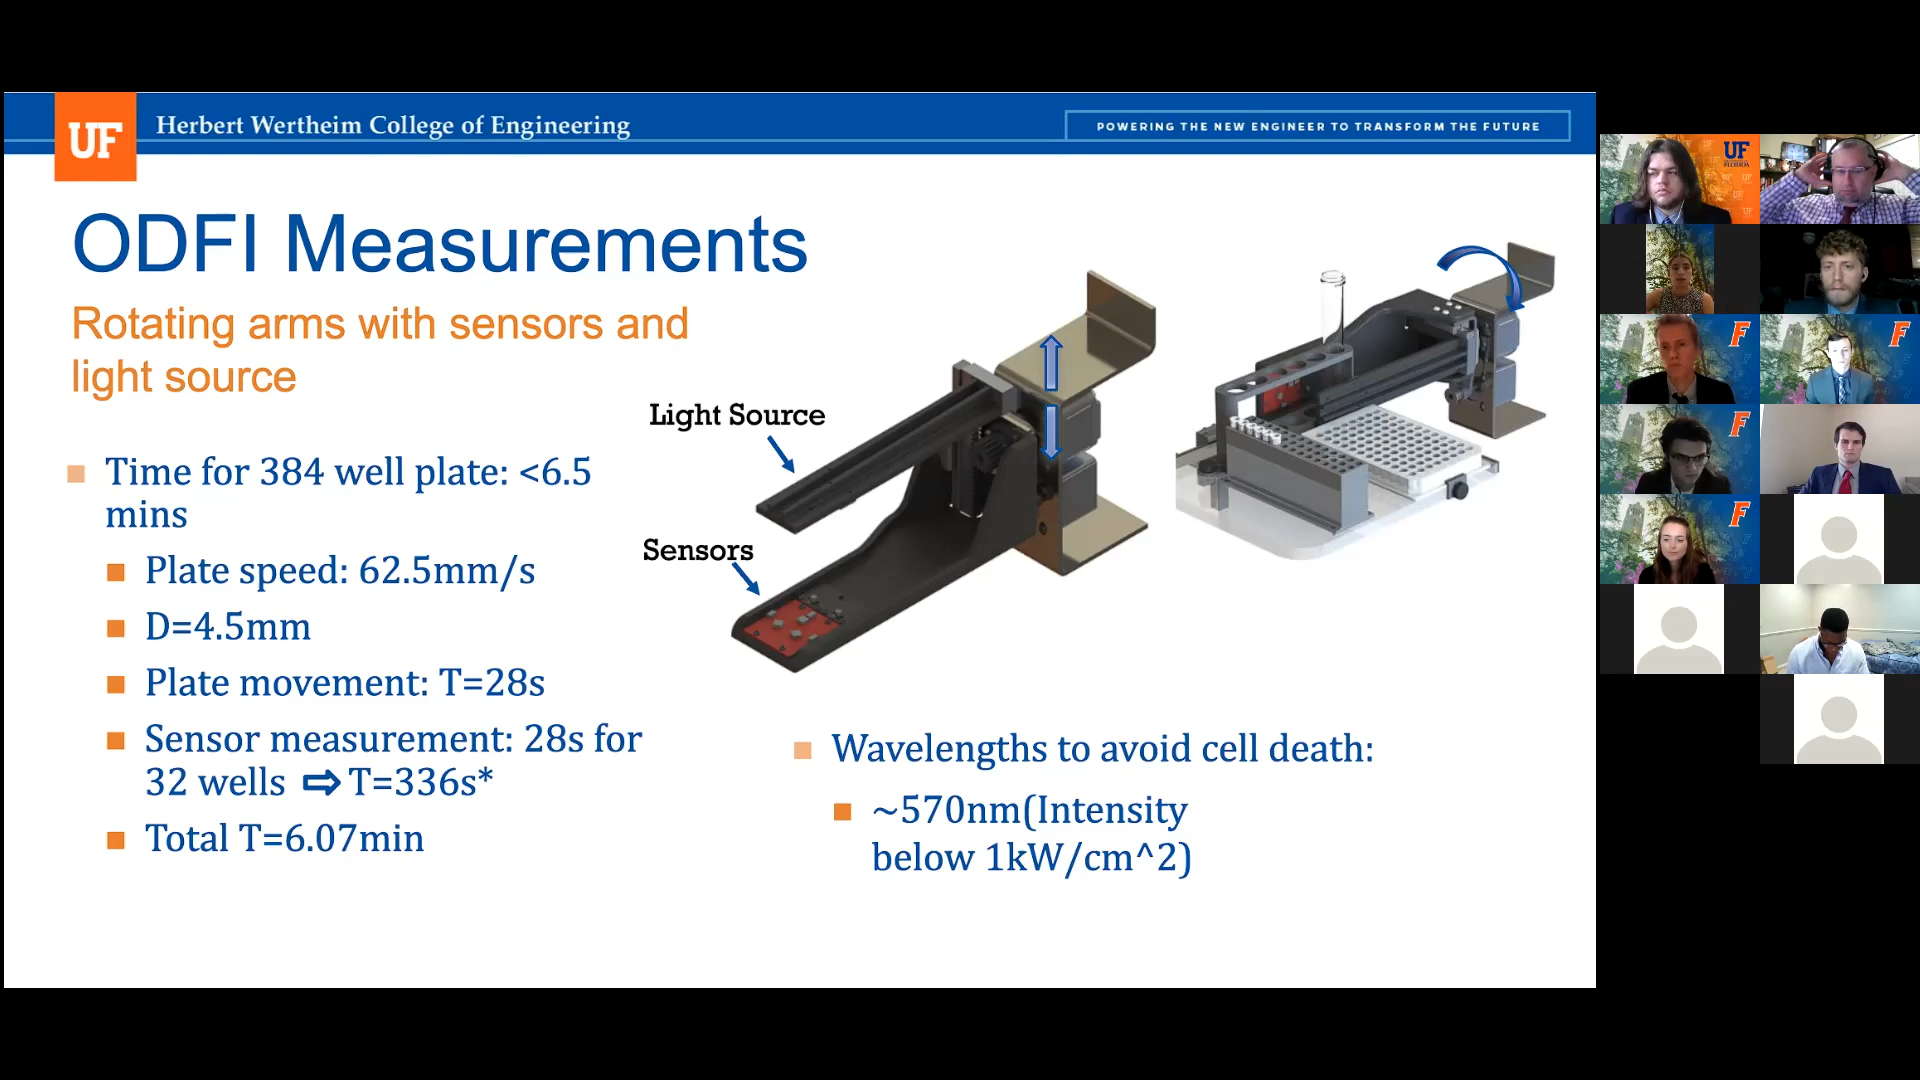 UF
Herbert Wertheim College of Engineering
POWERING THE NEW ENGINEER TO TRANSFORM THE FUTURE
ODFI Measurements
Rotating arms with sensors and
light source
Light Source
Sensors
Time for 384 well plate: <6.5
mins
Plate speed: 62.5mm/s
D=4.5mm
Plate movement: T=28s
Sensor measurement: 28s for
32 wells ⇨ T=336s*
Total T=6.07min
Wavelengths to avoid cell death:
~570nm(Intensity
below 1kW/cm^2)
UF
F
F
F
F